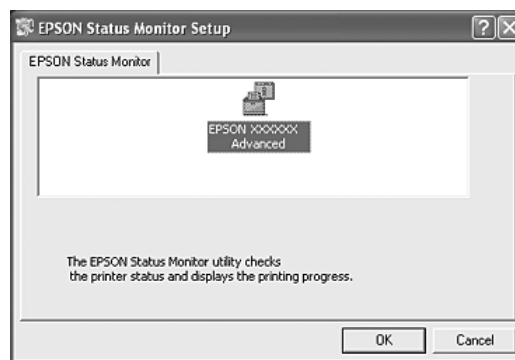 EPSON Status Monitor Setup
EPSON Status Monitor
EPSON XXXXXX
Advanced
The EPSON Status Monitor utility checks
the printer status and displays the printing progress.
OK
Cancel